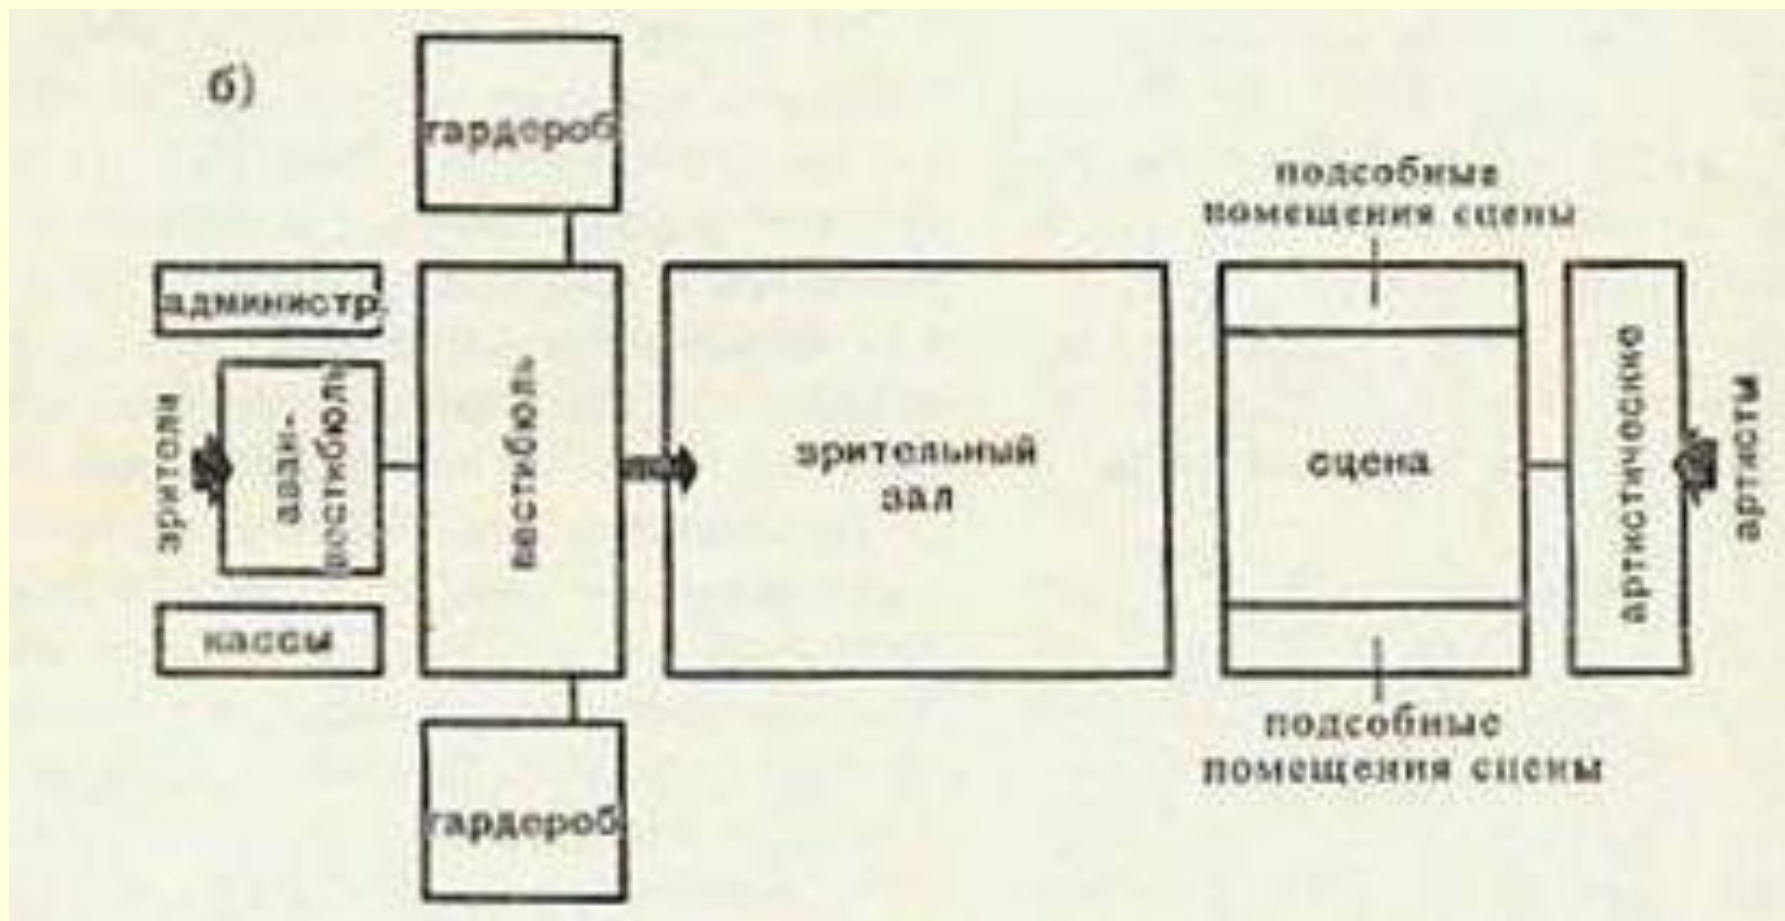 б)
гардероб
подсобные
помещения сцены
администр.
зрители
аван-
вестибюль
вестибюль
зрительный
зал
сцена
артистические
артисты
кассы
подсобные
помещения сцены
гардероб